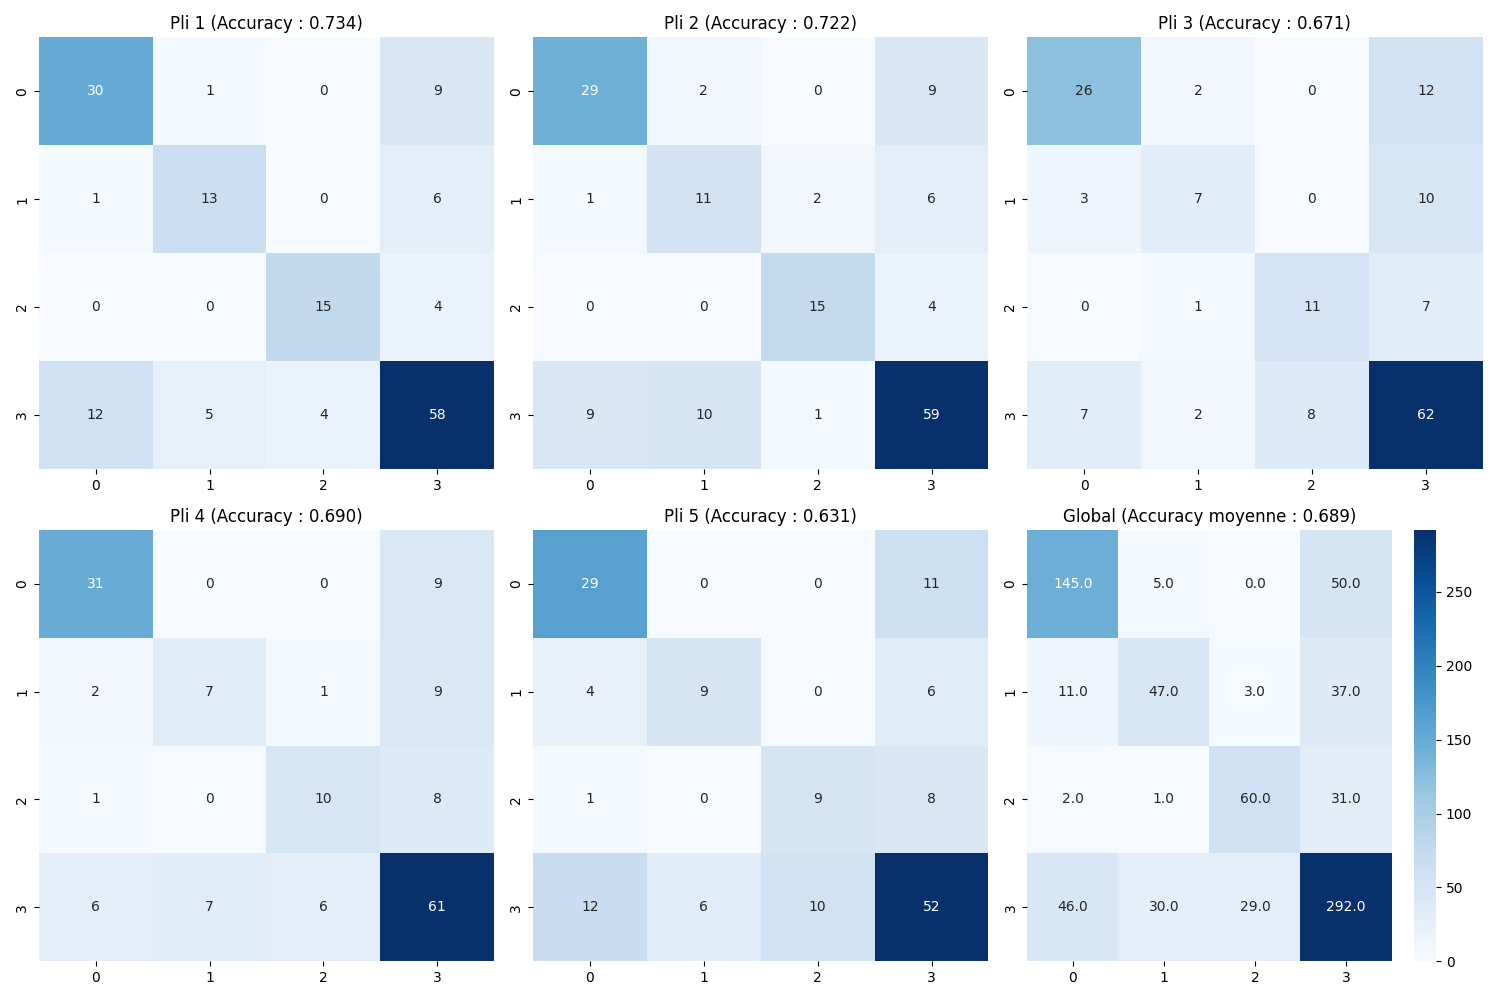 Pli 1 (Accuracy : 0.734)
0 30 1 0 9
1 1 13 0 6
2 0 0 15 4
3 12 5 4 58
0 1 2 3
Pli 2 (Accuracy : 0.722)
0 29 2 0 9
1 1 11 2 6
2 0 0 15 4
3 9 10 1 59
0 1 2 3
Pli 3 (Accuracy : 0.671)
0 26 2 0 12
1 3 7 0 10
2 0 1 11 7
3 7 2 8 62
0 1 2 3
Pli 4 (Accuracy : 0.690)
0 31 0 0 9
1 2 7 1 9
2 1 0 10 8
3 6 7 6 61
0 1 2 3
Pli 5 (Accuracy : 0.631)
0 29 0 0 11
1 4 9 0 6
2 1 0 9 8
3 12 6 10 52
0 1 2 3
Global (Accuracy moyenne : 0.689)
0 145.0 5.0 0.0 50.0
1 11.0 47.0 3.0 37.0
2 2.0 1.0 60.0 31.0
3 46.0 30.0 29.0 292.0
0 1 2 3
250
200
150
100
50
0